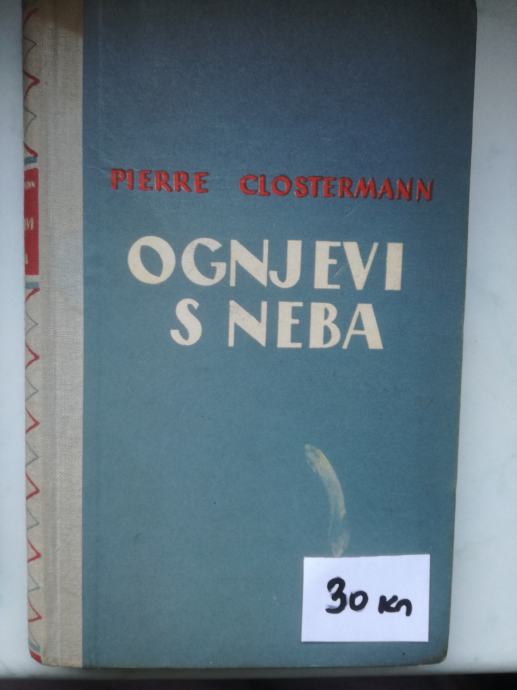 PIERRE CLOSTERMANN
OGNJEVI
S NEBA
30 kn